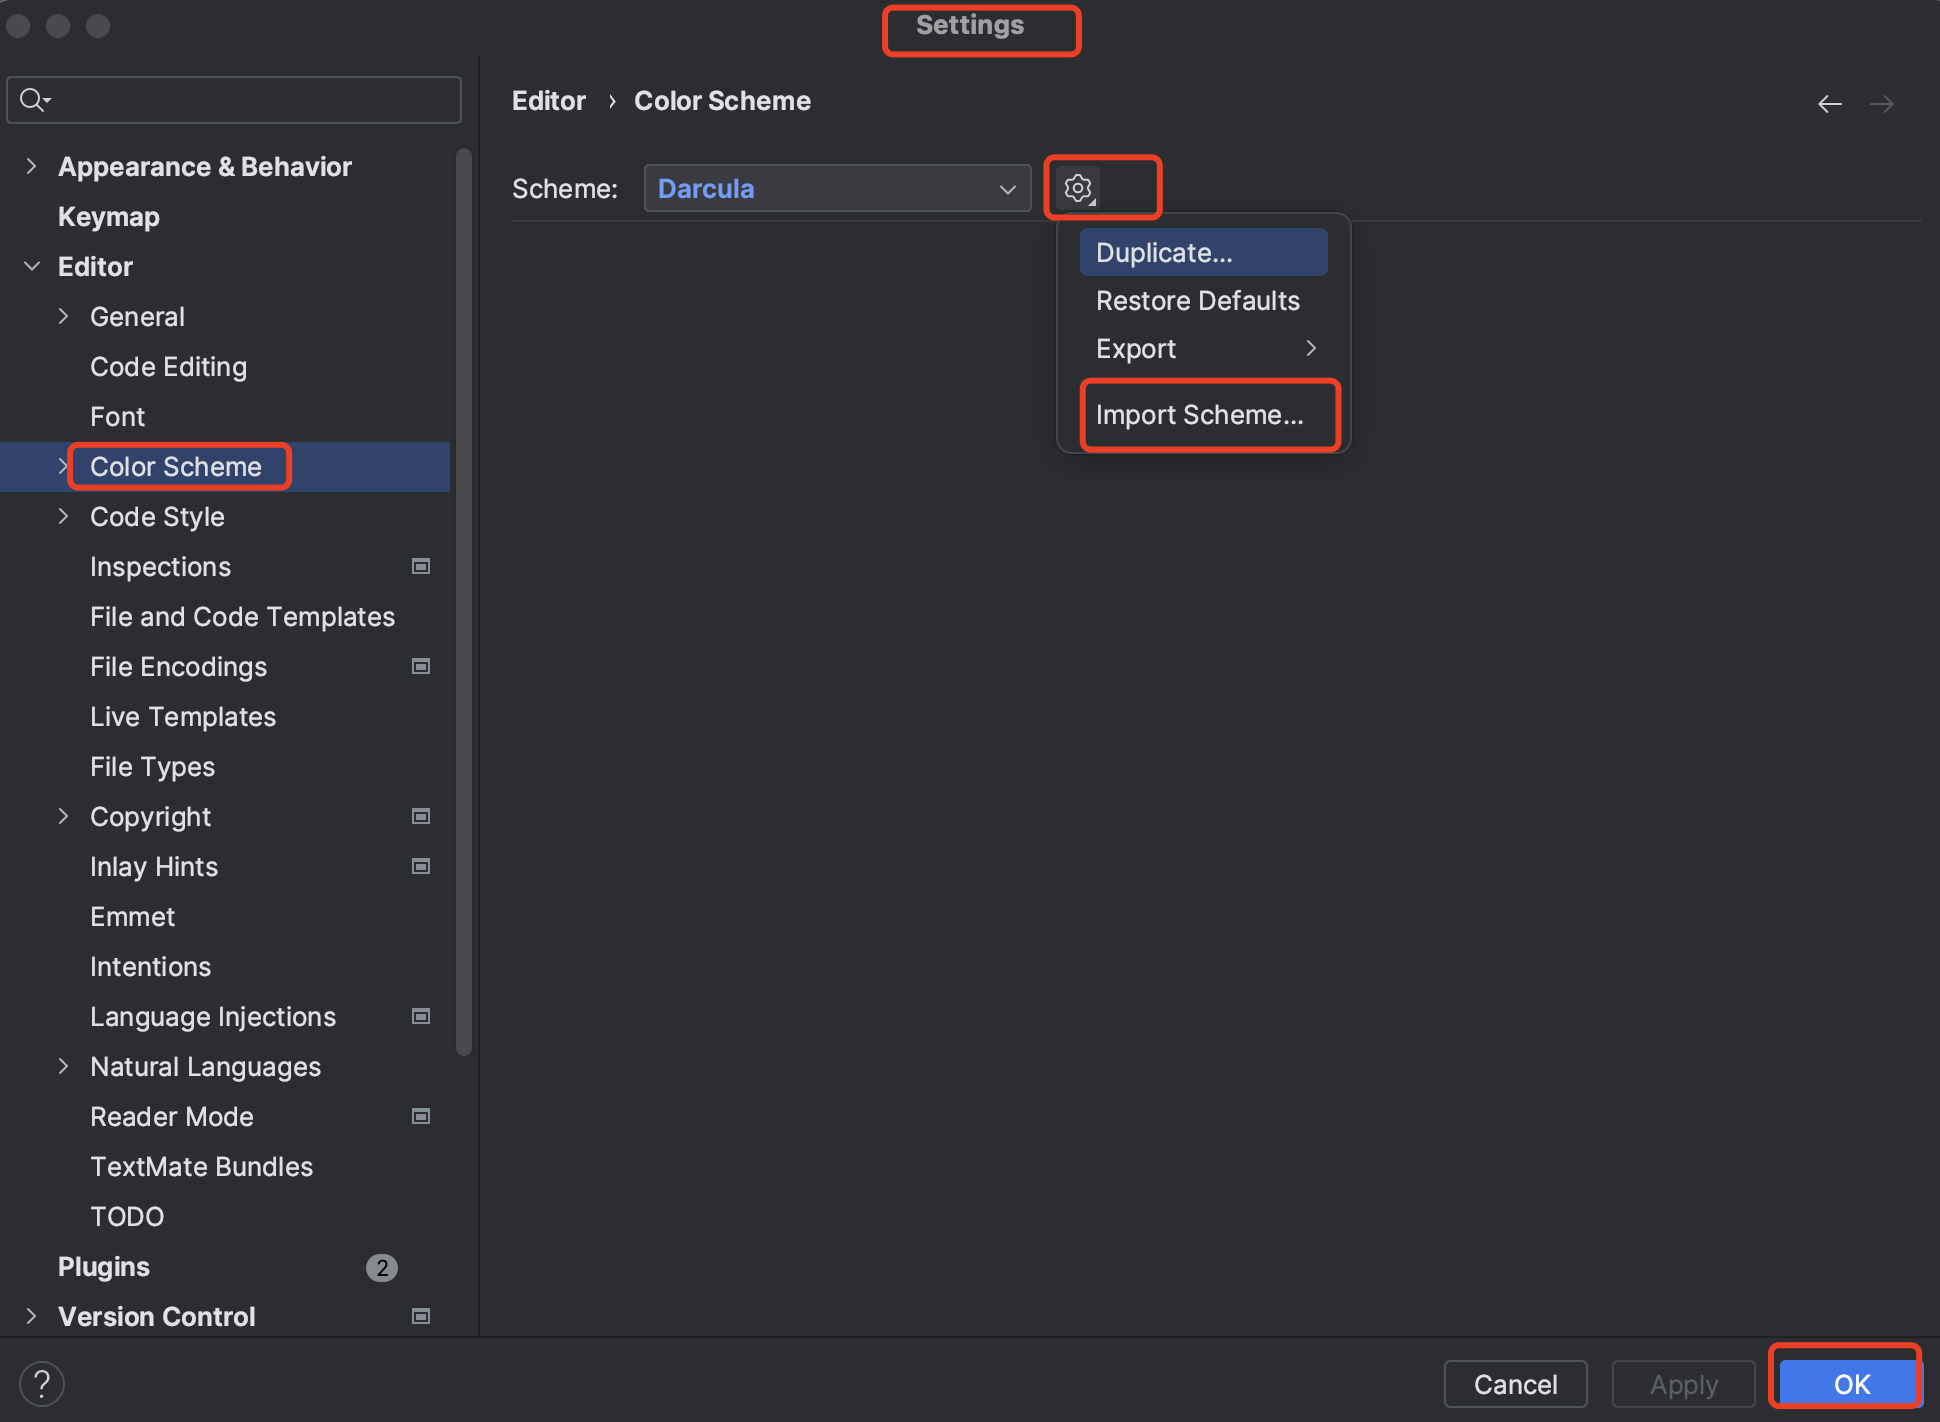 Settings
Editor › Color Scheme
Scheme: Darcula
Duplicate...
Restore Defaults
Export
Import Scheme...
Appearance & Behavior
Keymap
Editor
General
Code Editing
Font
Color Scheme
Code Style
Inspections
File and Code Templates
File Encodings
Live Templates
File Types
Copyright
Inlay Hints
Emmet
Intentions
Language Injections
Natural Languages
Reader Mode
TextMate Bundles
TODO
Plugins 2
Version Control
? Cancel Apply OK